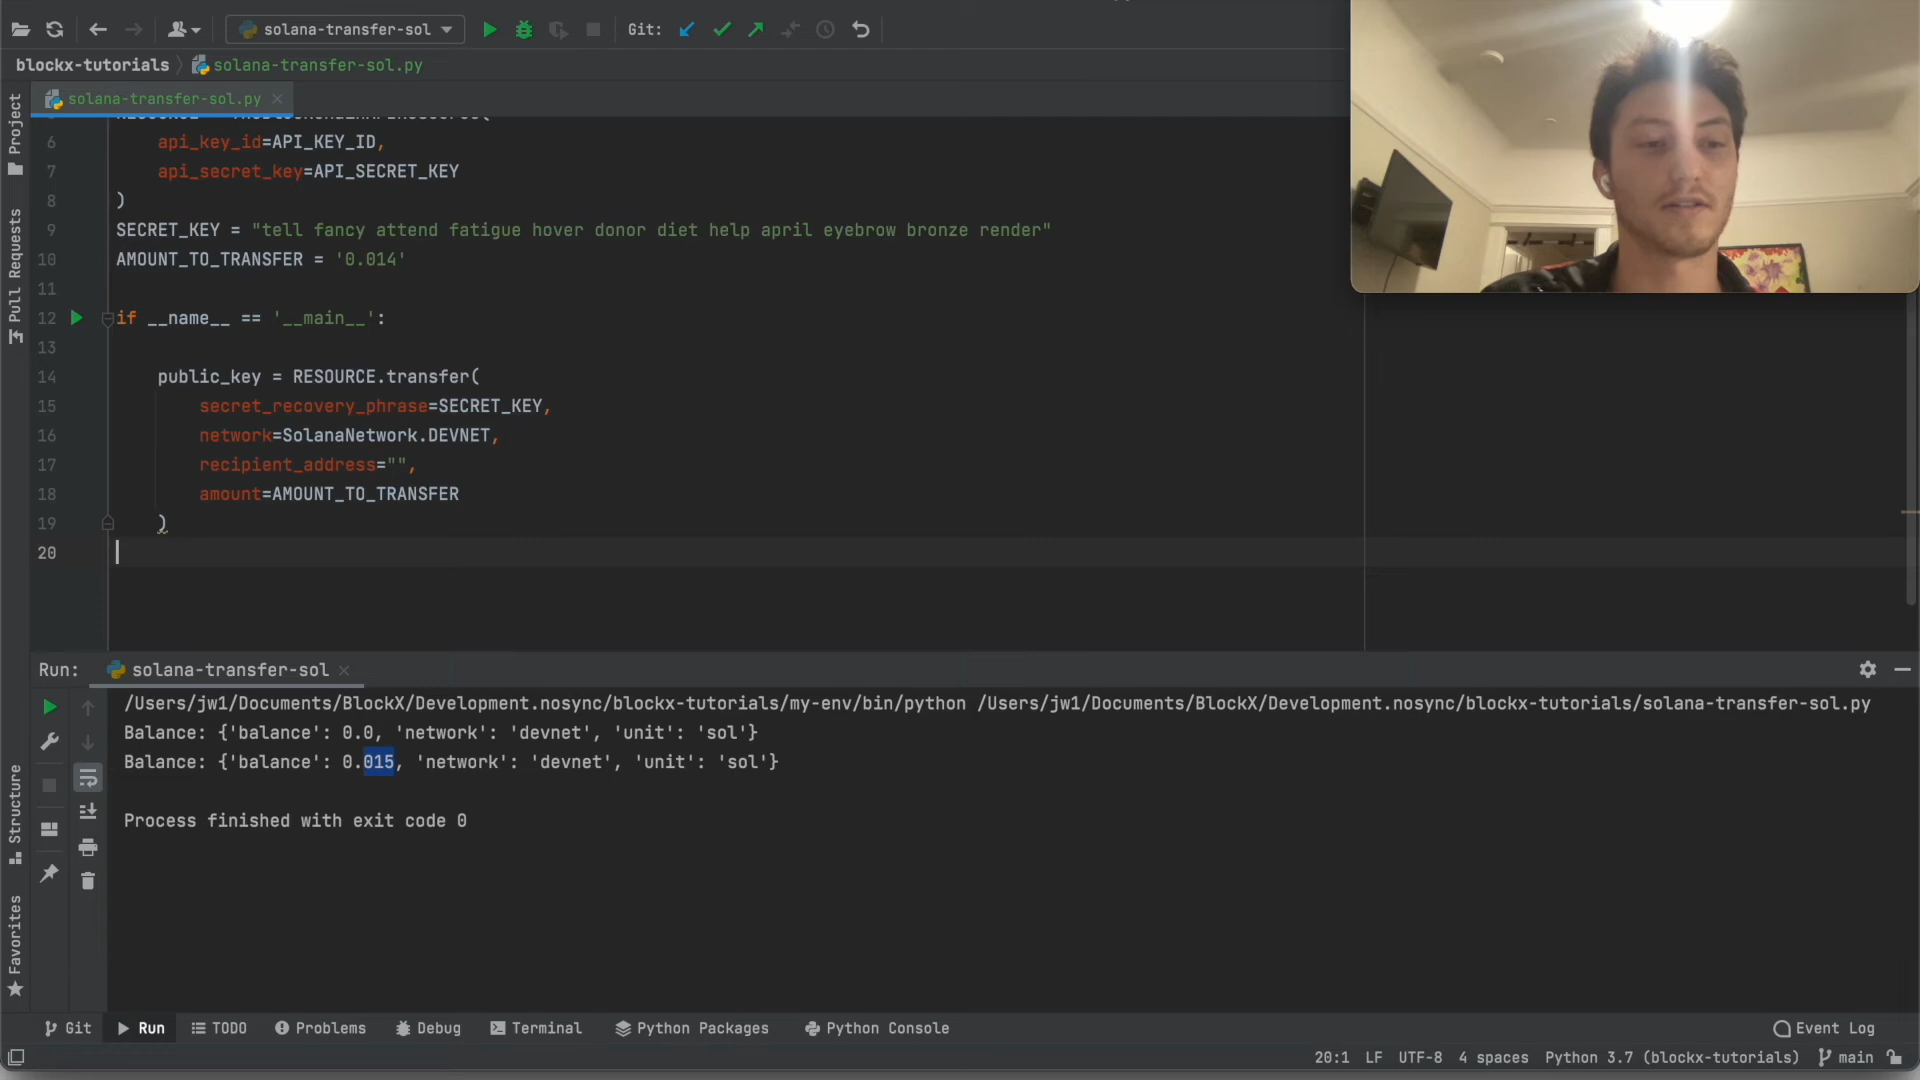 solana-transfer-sol
Git:
blockx-tutorials
solana-transfer-sol.py
solana-transfer-sol.py
6 api_key_id=API_KEY_ID,
7 api_secret_key=API_SECRET_KEY
8 )
9 SECRET_KEY = "tell fancy attend fatigue hover donor diet help april eyebrow bronze render"
10 AMOUNT_TO_TRANSFER = '0.014'
11
12 if __name__ == '__main__':
13
14 public_key = RESOURCE.transfer(
15 secret_recovery_phrase=SECRET_KEY,
16 network=SolanaNetwork.DEVNET,
17 recipient_address="",
18 amount=AMOUNT_TO_TRANSFER
19 )
20
Project
Pull Requests
Structure
Favorites
Run:
solana-transfer-sol
/Users/jw1/Documents/BlockX/Development.nosync/blockx-tutorials/my-env/bin/python /Users/jw1/Documents/BlockX/Development.nosync/blockx-tutorials/solana-transfer-sol.py
Balance: {'balance': 0.0, 'network': 'devnet', 'unit': 'sol'}
Balance: {'balance': 0.015, 'network': 'devnet', 'unit': 'sol'}
Process finished with exit code 0
Git
Run
TODO
Problems
Debug
Terminal
Python Packages
Python Console
Event Log
20:1 LF UTF-8 4 spaces Python 3.7 (blockx-tutorials) main